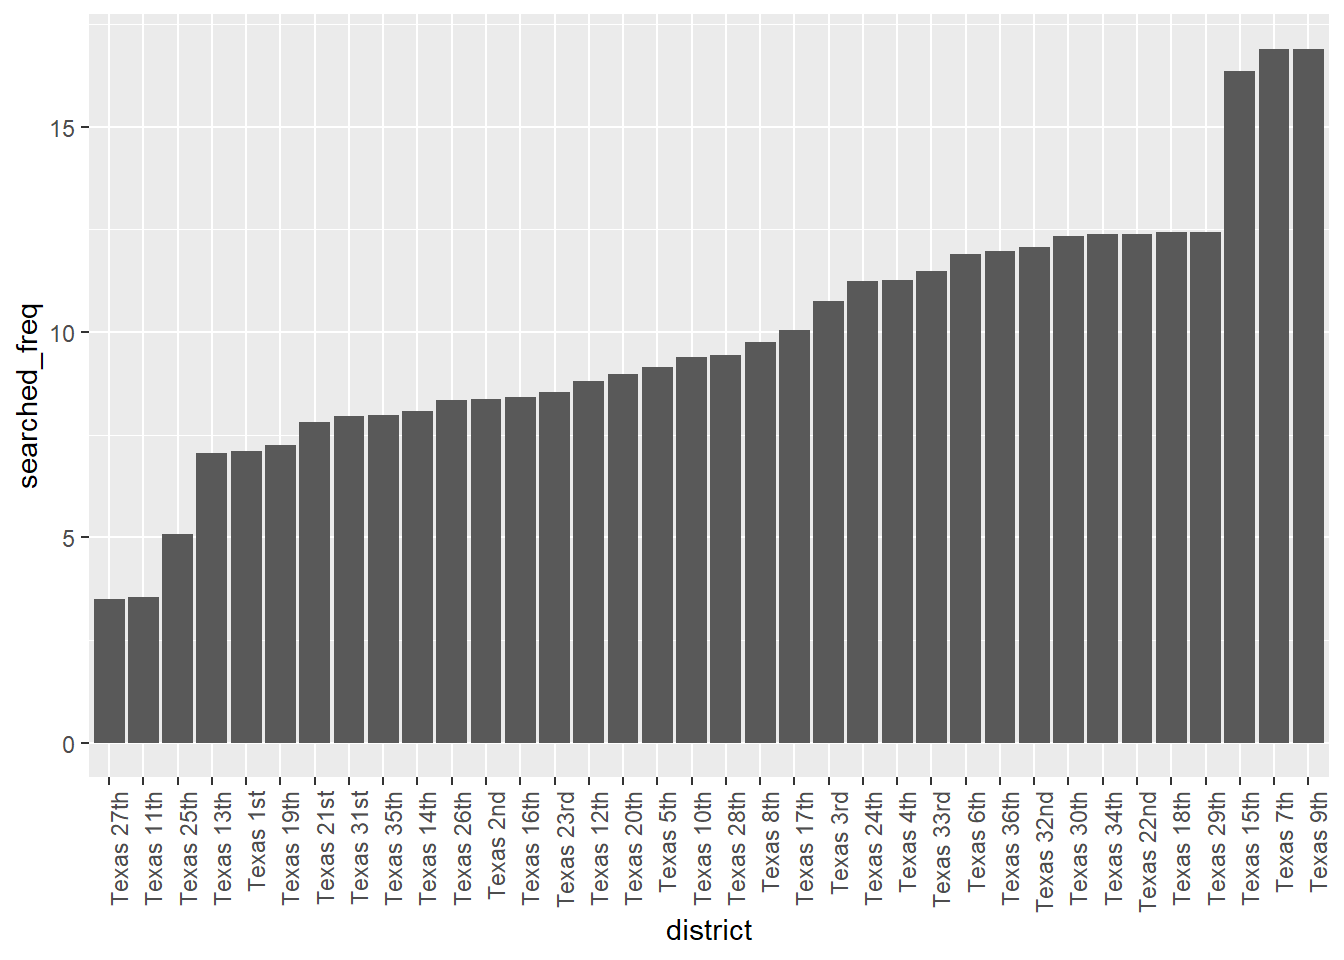 searched_freq
15
10
5
0
Texas 27th
Texas 11th
Texas 25th
Texas 13th
Texas 1st
Texas 19th
Texas 21st
Texas 31st
Texas 35th
Texas 14th
Texas 26th
Texas 2nd
Texas 16th
Texas 23rd
Texas 12th
Texas 20th
Texas 5th
Texas 10th
Texas 28th
Texas 8th
Texas 17th
Texas 3rd
Texas 24th
Texas 4th
Texas 33rd
Texas 6th
Texas 36th
Texas 32nd
Texas 30th
Texas 34th
Texas 22nd
Texas 18th
Texas 29th
Texas 15th
Texas 7th
Texas 9th
district